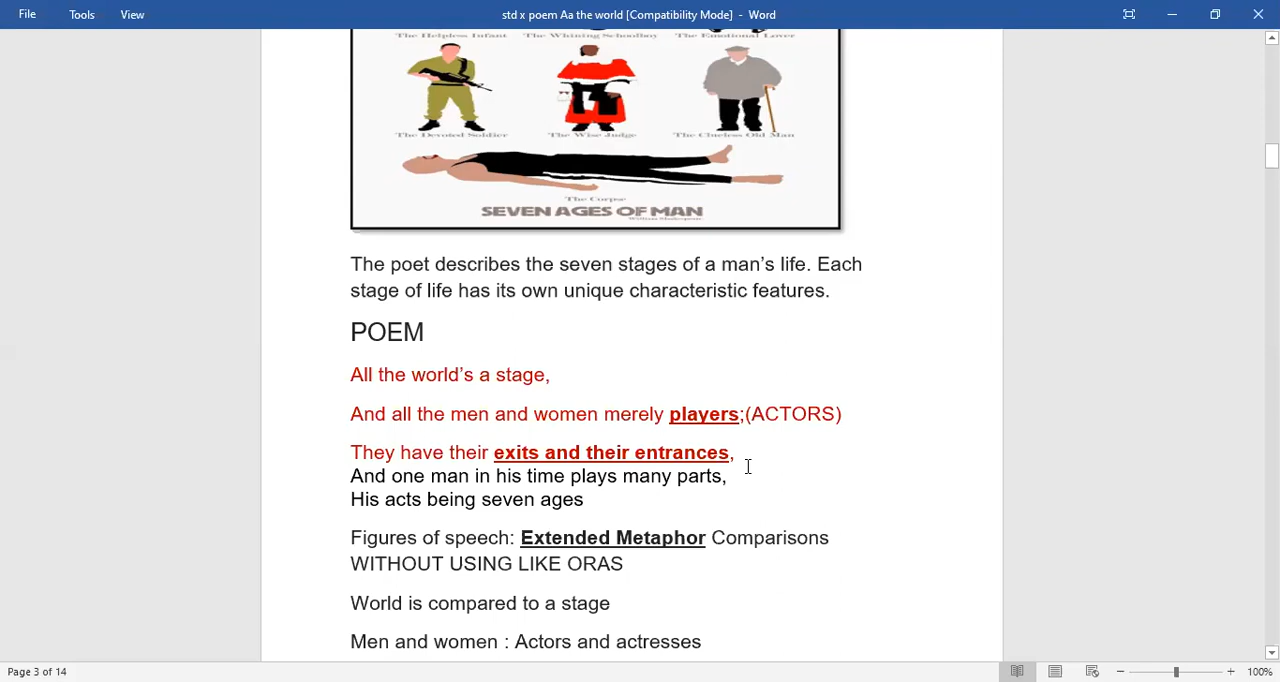 File Tools View std x poem Aa the world [Compatibility Mode] - Word
The Helpless Infant The Whining Schoolboy The Emotional Lover
The Devoted Soldier The Wise Judge The Clueless Old Man
The Corpse
SEVEN AGES OF MAN
William Shakespeare
The poet describes the seven stages of a man’s life. Each
stage of life has its own unique characteristic features.
POEM
All the world’s a stage,
And all the men and women merely players;(ACTORS)
They have their exits and their entrances,
And one man in his time plays many parts,
His acts being seven ages
Figures of speech: Extended Metaphor Comparisons
WITHOUT USING LIKE ORAS
World is compared to a stage
Men and women : Actors and actresses
Page 3 of 14 100%